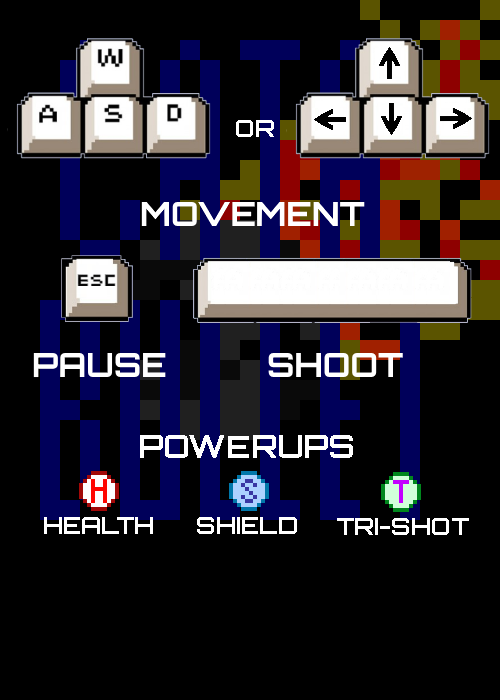 W
A S D OR ↑ ← ↓ →
MOVEMENT
ESC
PAUSE SHOOT
POWERUPS
H S T
HEALTH SHIELD TRI-SHOT